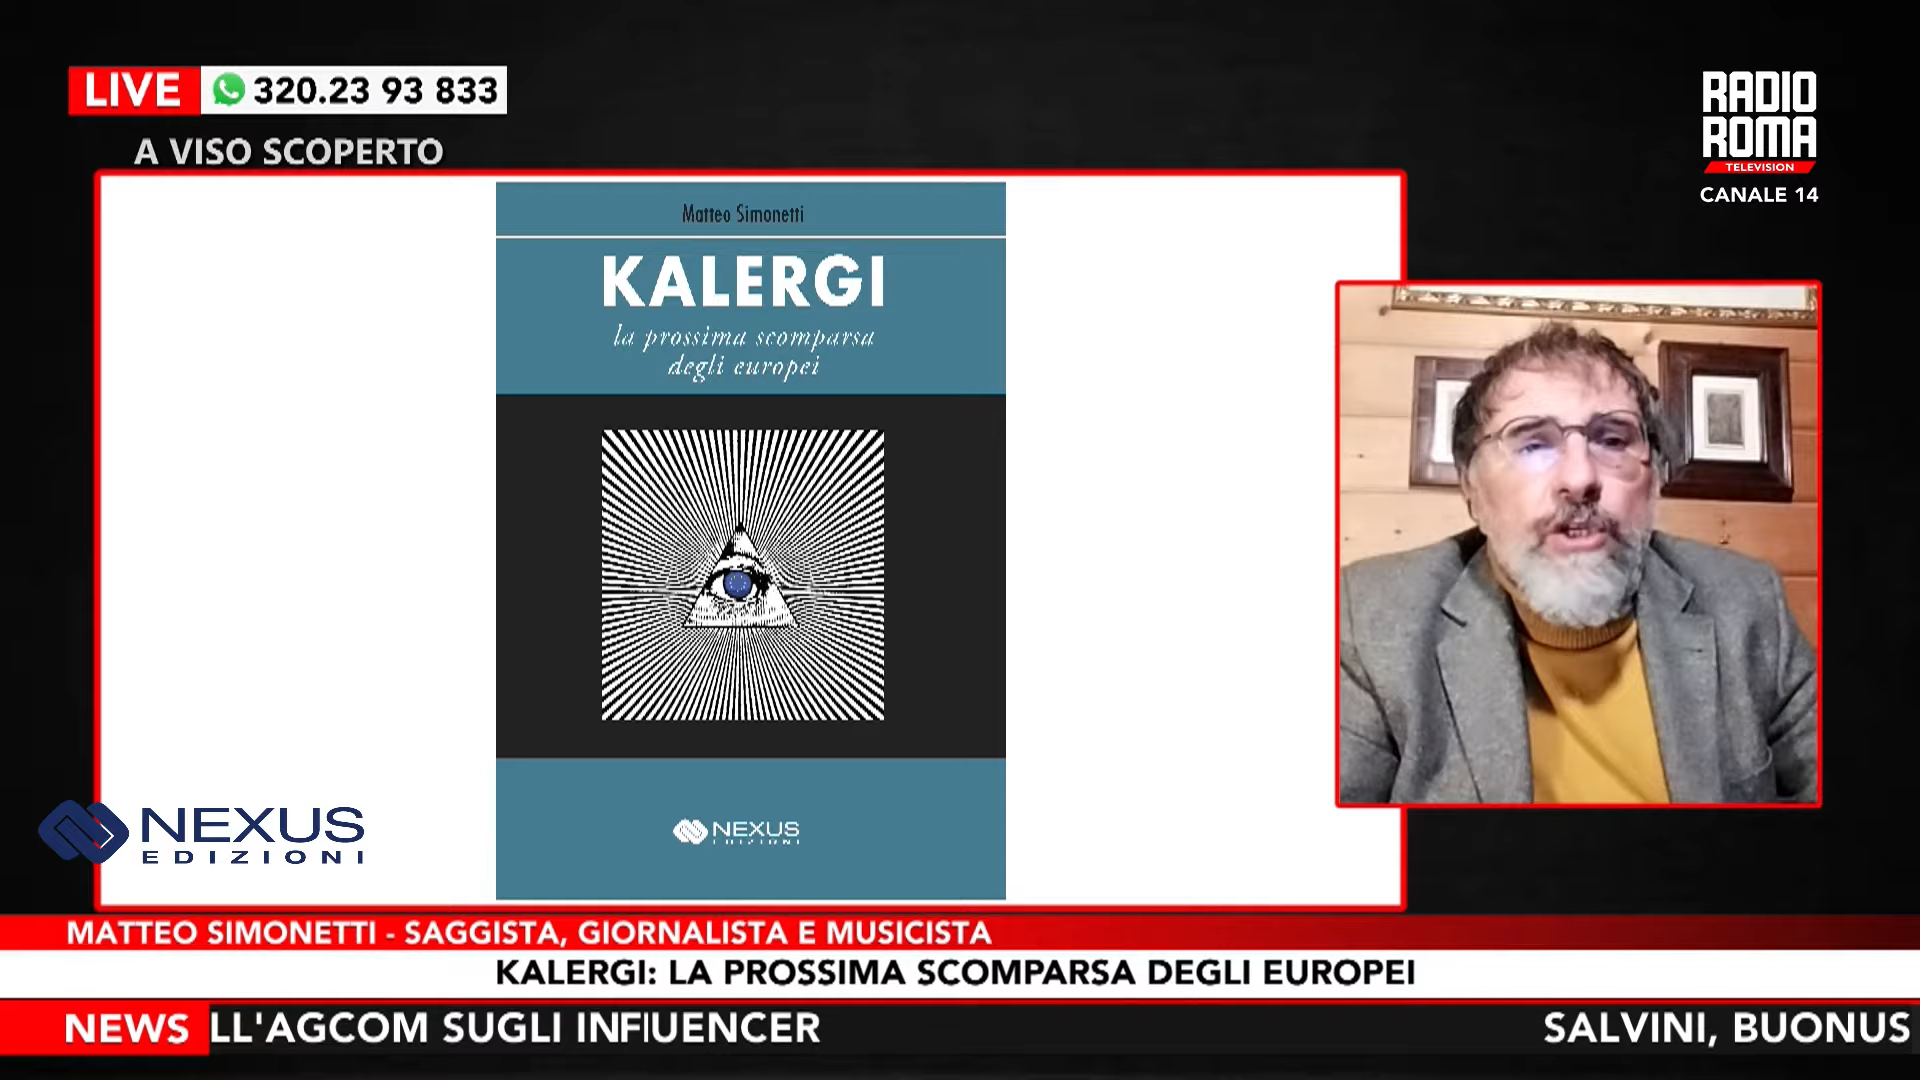 LIVE 320.23 93 833
A VISO SCOPERTO
RADIO
ROMA
TELEVISION
CANALE 14
Matteo Simonetti
KALERGI
la prossima scomparsa
degli europei
NEXUS
EDIZIONI
NEXUS
EDIZIONI
MATTEO SIMONETTI - SAGGISTA, GIORNALISTA E MUSICISTA
KALERGI: LA PROSSIMA SCOMPARSA DEGLI EUROPEI
NEWS LL'AGCOM SUGLI INFLUENCER SALVINI, BUONUS